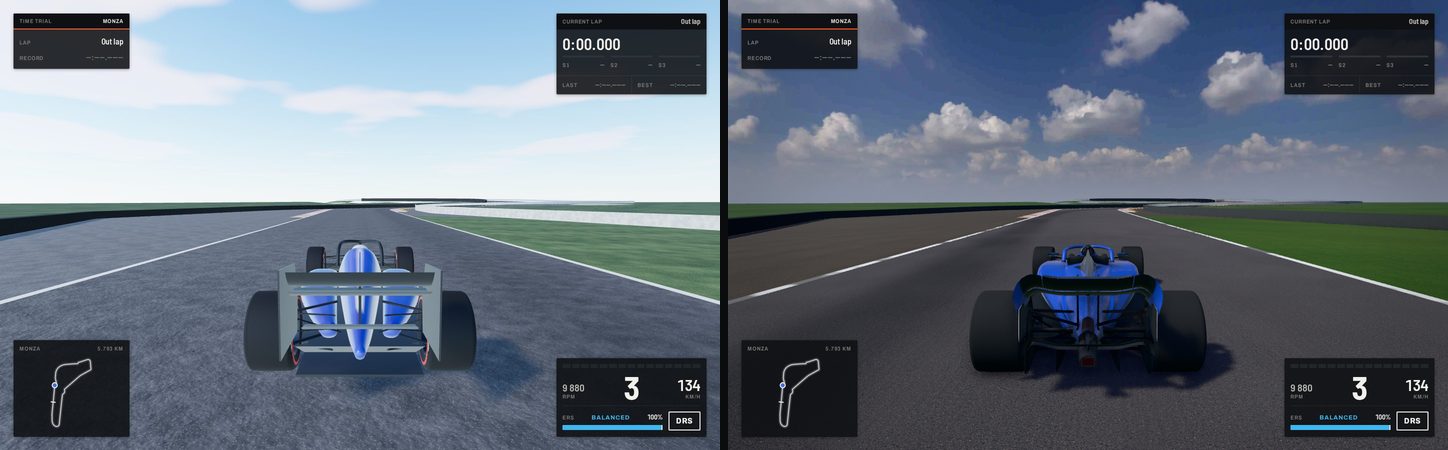 TIME TRIAL MONZA
LAP Out lap
RECORD –:––.–––
CURRENT LAP Out lap
0:00.000
S1 – S2 – S3 –
LAST –:––.––– BEST –:––.–––
MONZA 5.793 KM
9 880 RPM
3
134 KM/H
ERS BALANCED 100%
DRS
TIME TRIAL MONZA
LAP Out lap
RECORD –:––.–––
CURRENT LAP Out lap
0:00.000
S1 – S2 – S3 –
LAST –:––.––– BEST –:––.–––
MONZA 5.793 KM
9 880 RPM
3
134 KM/H
ERS BALANCED 100%
DRS